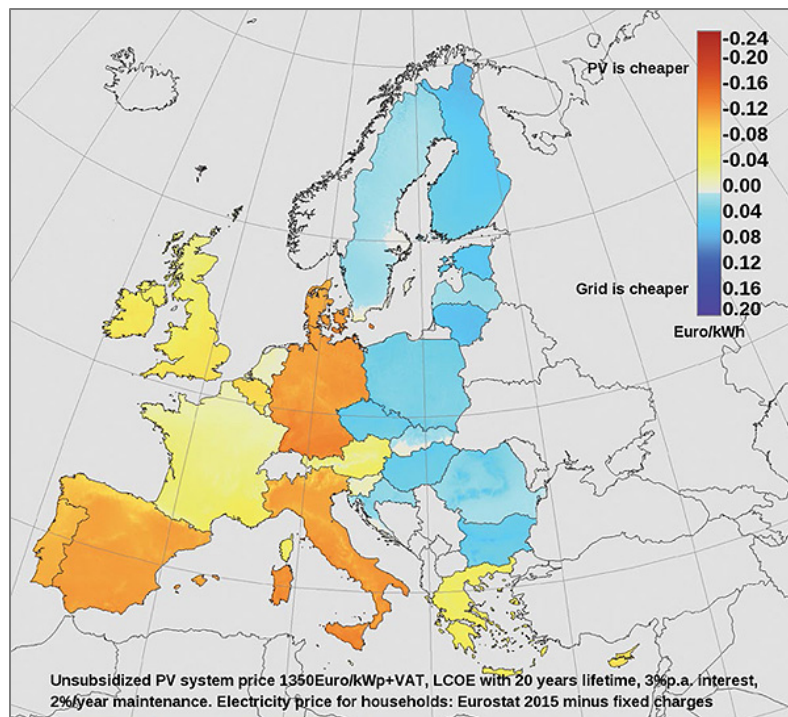 -0.24
-0.20
PV is cheaper
-0.16
-0.12
-0.08
-0.04
0.00
0.04
0.08
0.12
Grid is cheaper
0.16
0.20
Euro/kWh
Unsubsidized PV system price 1350Euro/kWp+VAT, LCOE with 20 years lifetime, 3%p.a. interest,
2%/year maintenance. Electricity price for households: Eurostat 2015 minus fixed charges